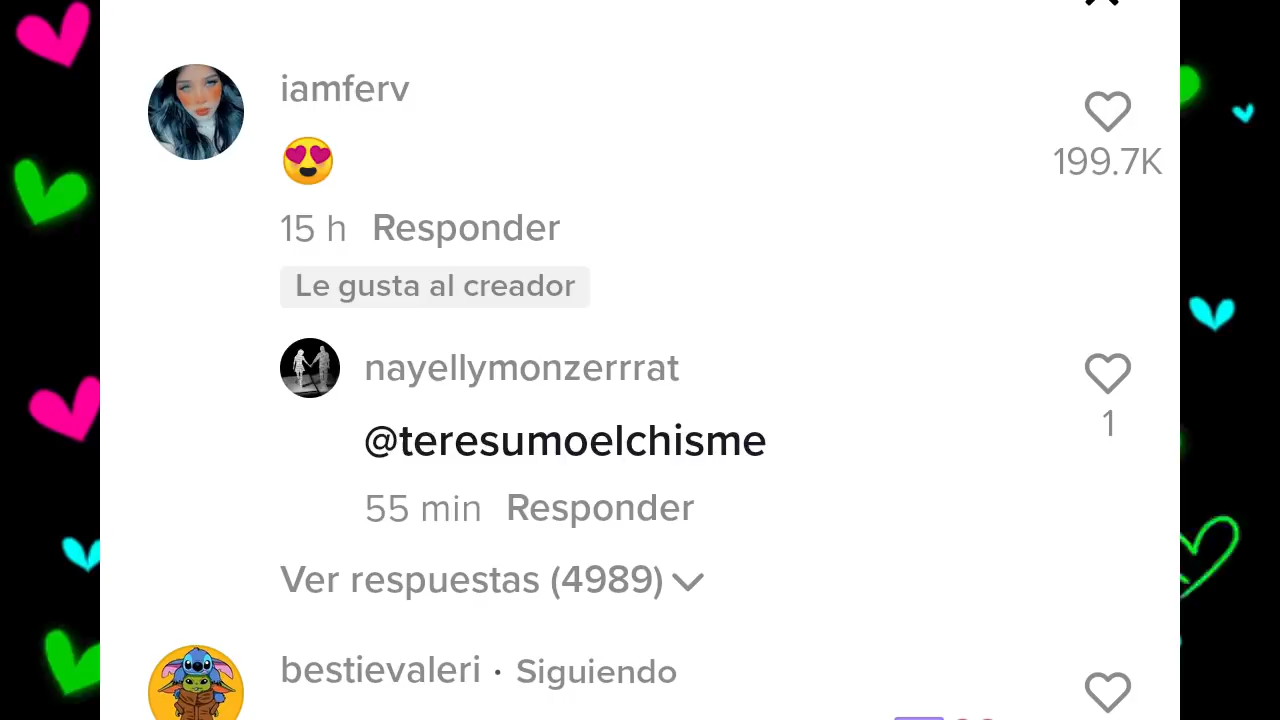 iamferv
😍
199.7K
15 h Responder
Le gusta al creador
nayellymonzerrrat
@teresumoelchisme
1
55 min Responder
Ver respuestas (4989)
bestievaleri · Siguiendo